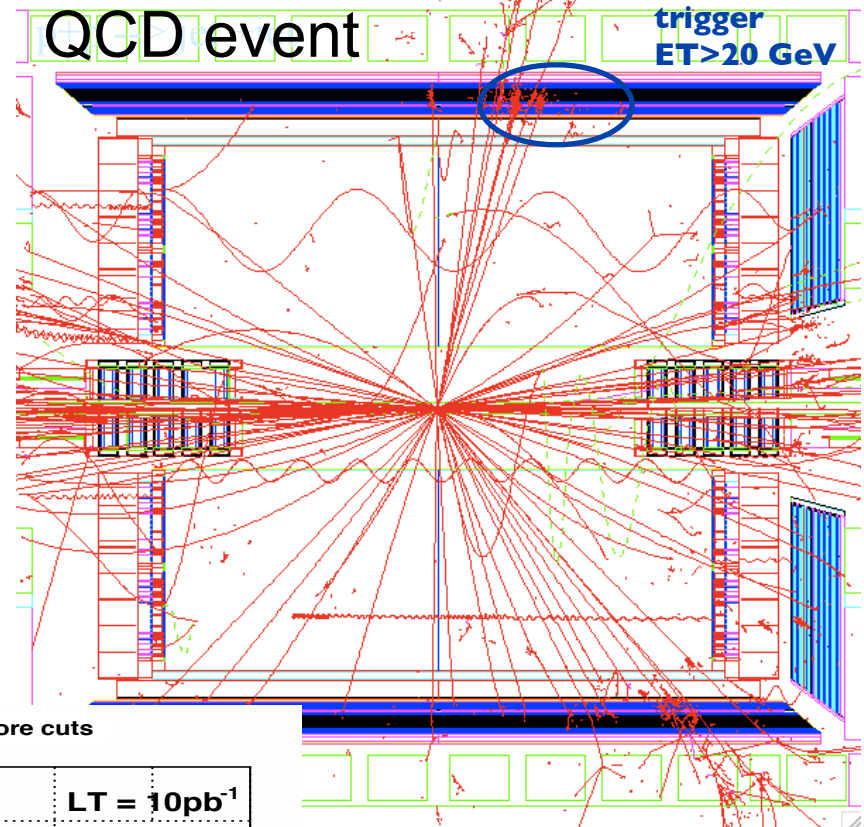 QCD event
trigger
ET>20 GeV
ore cuts
LT = 10pb-1